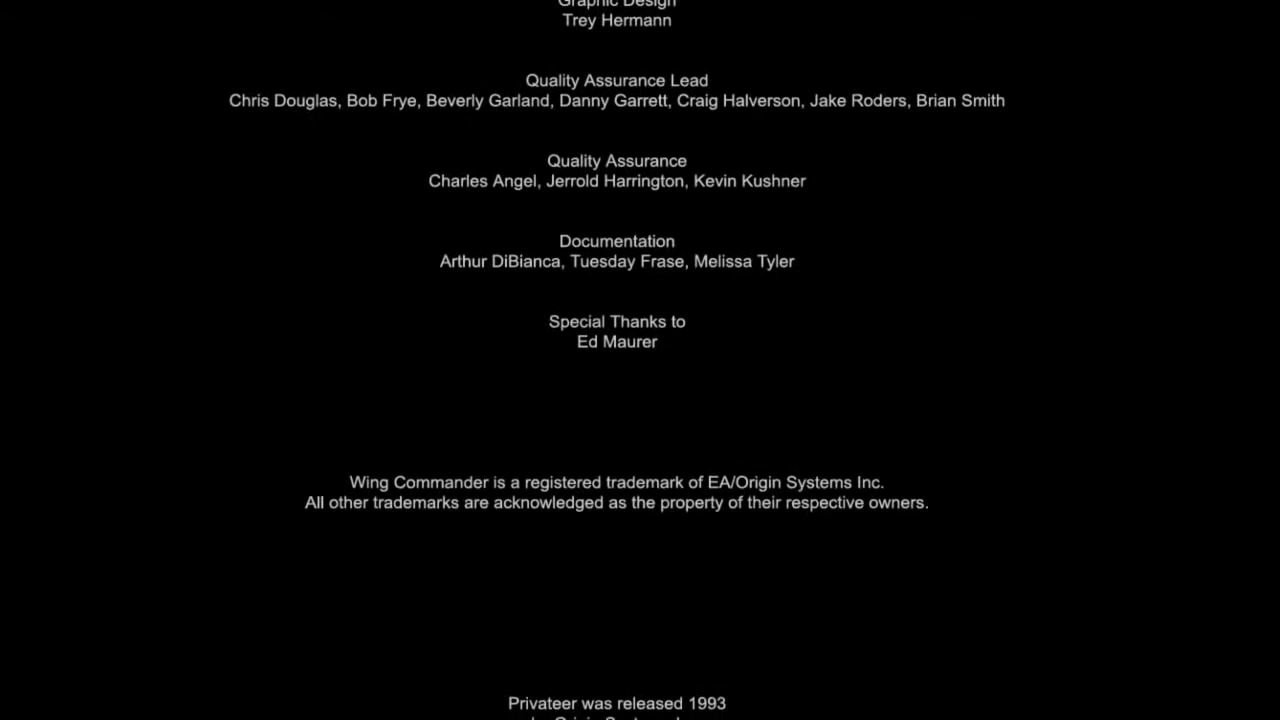 Graphic Design
Trey Hermann
Quality Assurance Lead
Chris Douglas, Bob Frye, Beverly Garland, Danny Garrett, Craig Halverson, Jake Roders, Brian Smith
Quality Assurance
Charles Angel, Jerrold Harrington, Kevin Kushner
Documentation
Arthur DiBianca, Tuesday Frase, Melissa Tyler
Special Thanks to
Ed Maurer
Wing Commander is a registered trademark of EA/Origin Systems Inc.
All other trademarks are acknowledged as the property of their respective owners.
Privateer was released 1993